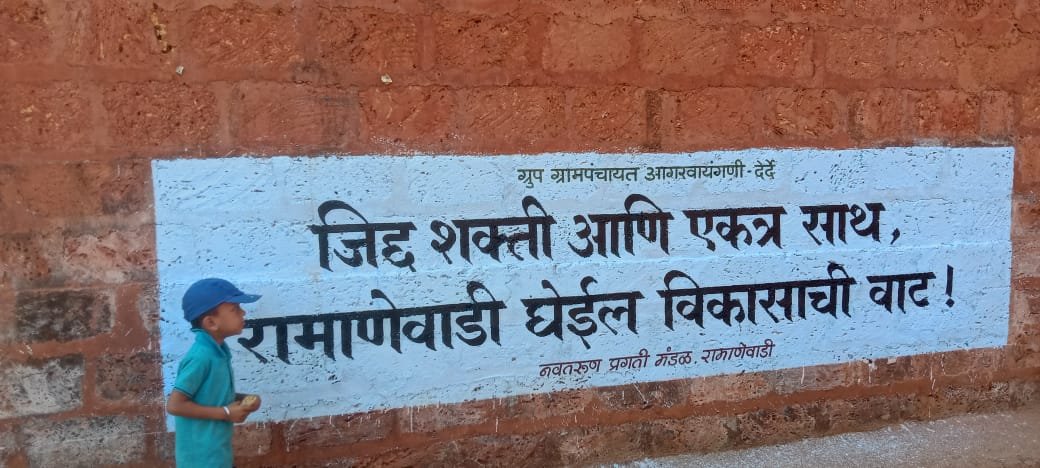 ग्रुप ग्रामपंचायत आगरवायंगणी-देर्दे
जिद्द शक्ती आणि एकत्र साथ,
रामाणेवाडी घेईल विकासाची वाट!
नवतरूण प्रगती मंडळ रामाणेवाडी